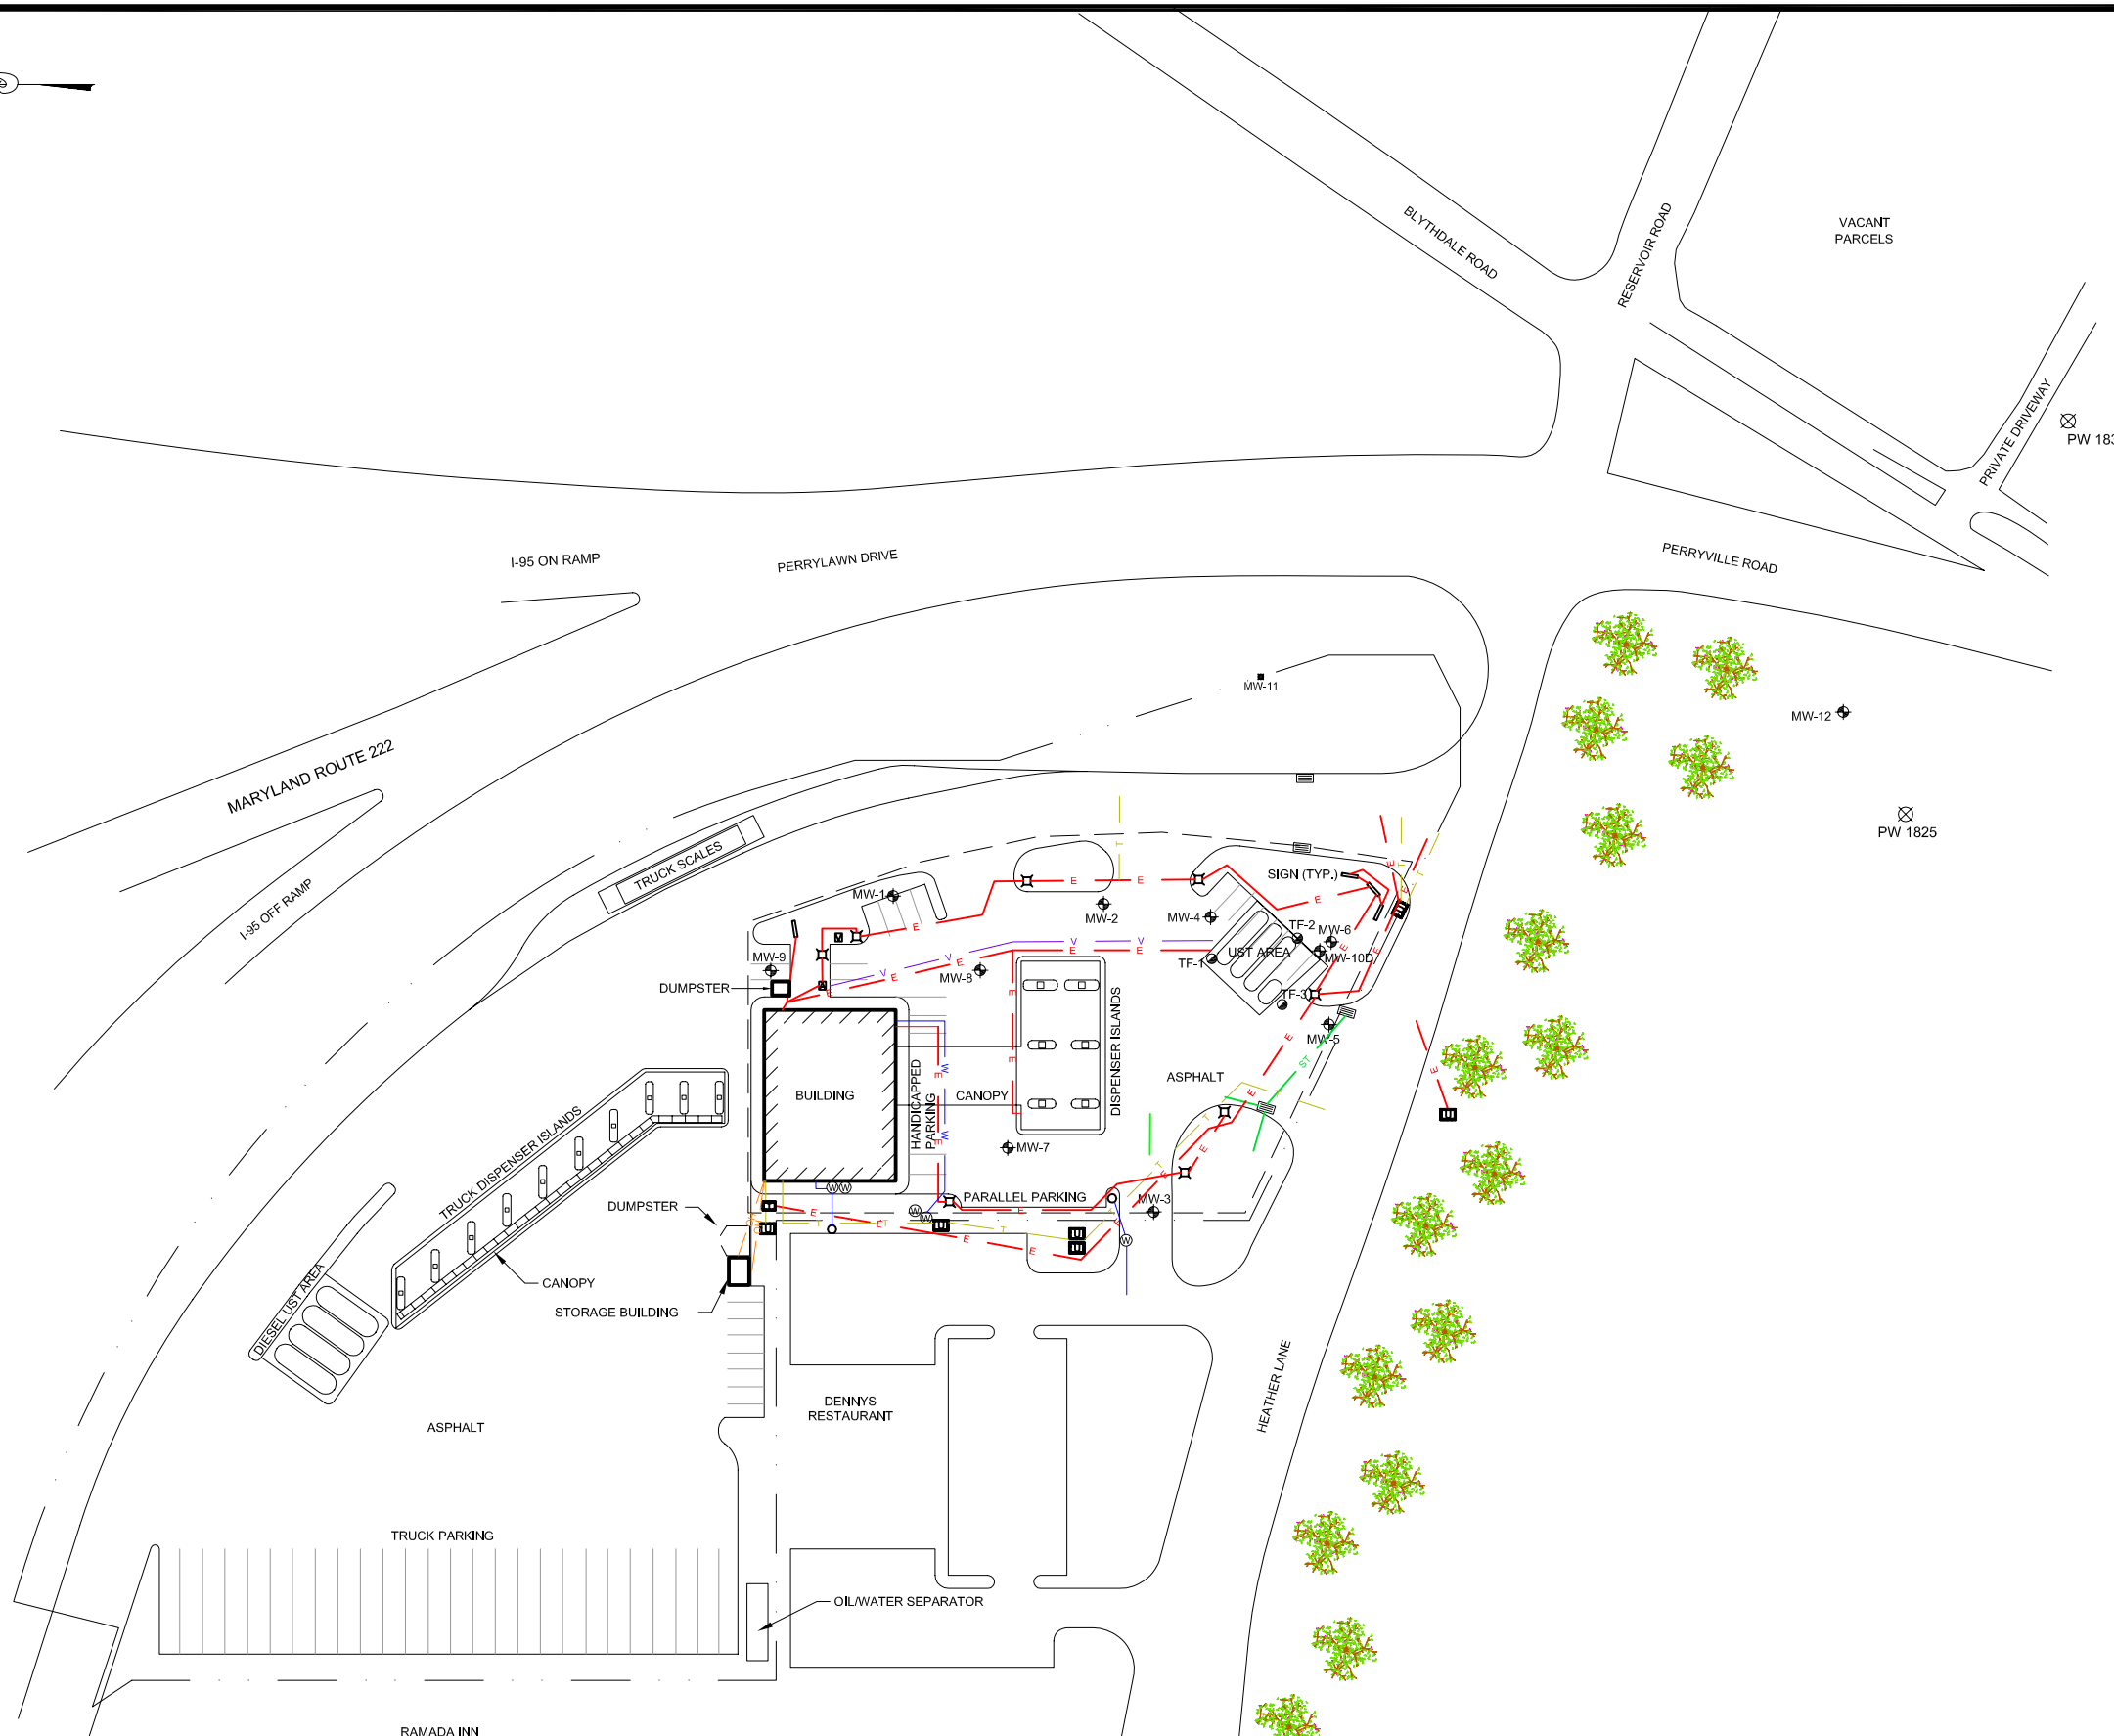 BLYTHDALE ROAD
RESERVOIR ROAD
VACANT
PARCELS
PRIVATE DRIVEWAY
PW 183
I-95 ON RAMP
PERRYLAWN DRIVE
PERRYVILLE ROAD
MW-11
MW-12
MARYLAND ROUTE 222
PW 1825
TRUCK SCALES
I-95 OFF RAMP
SIGN (TYP.)
MW-1
MW-2
MW-4
TF-2
MW-6
UST AREA
MW-10D
TF-1
MW-9
MW-8
DUMPSTER
TF-3
MW-5
DISPENSER ISLANDS
ASPHALT
BUILDING
HANDICAPPED
PARKING
CANOPY
MW-7
TRUCK DISPENSER ISLANDS
PARALLEL PARKING
MW-3
DUMPSTER
CANOPY
STORAGE BUILDING
DIESEL UST AREA
HEATHER LANE
DENNYS
RESTAURANT
ASPHALT
TRUCK PARKING
OIL/WATER SEPARATOR
RAMADA INN